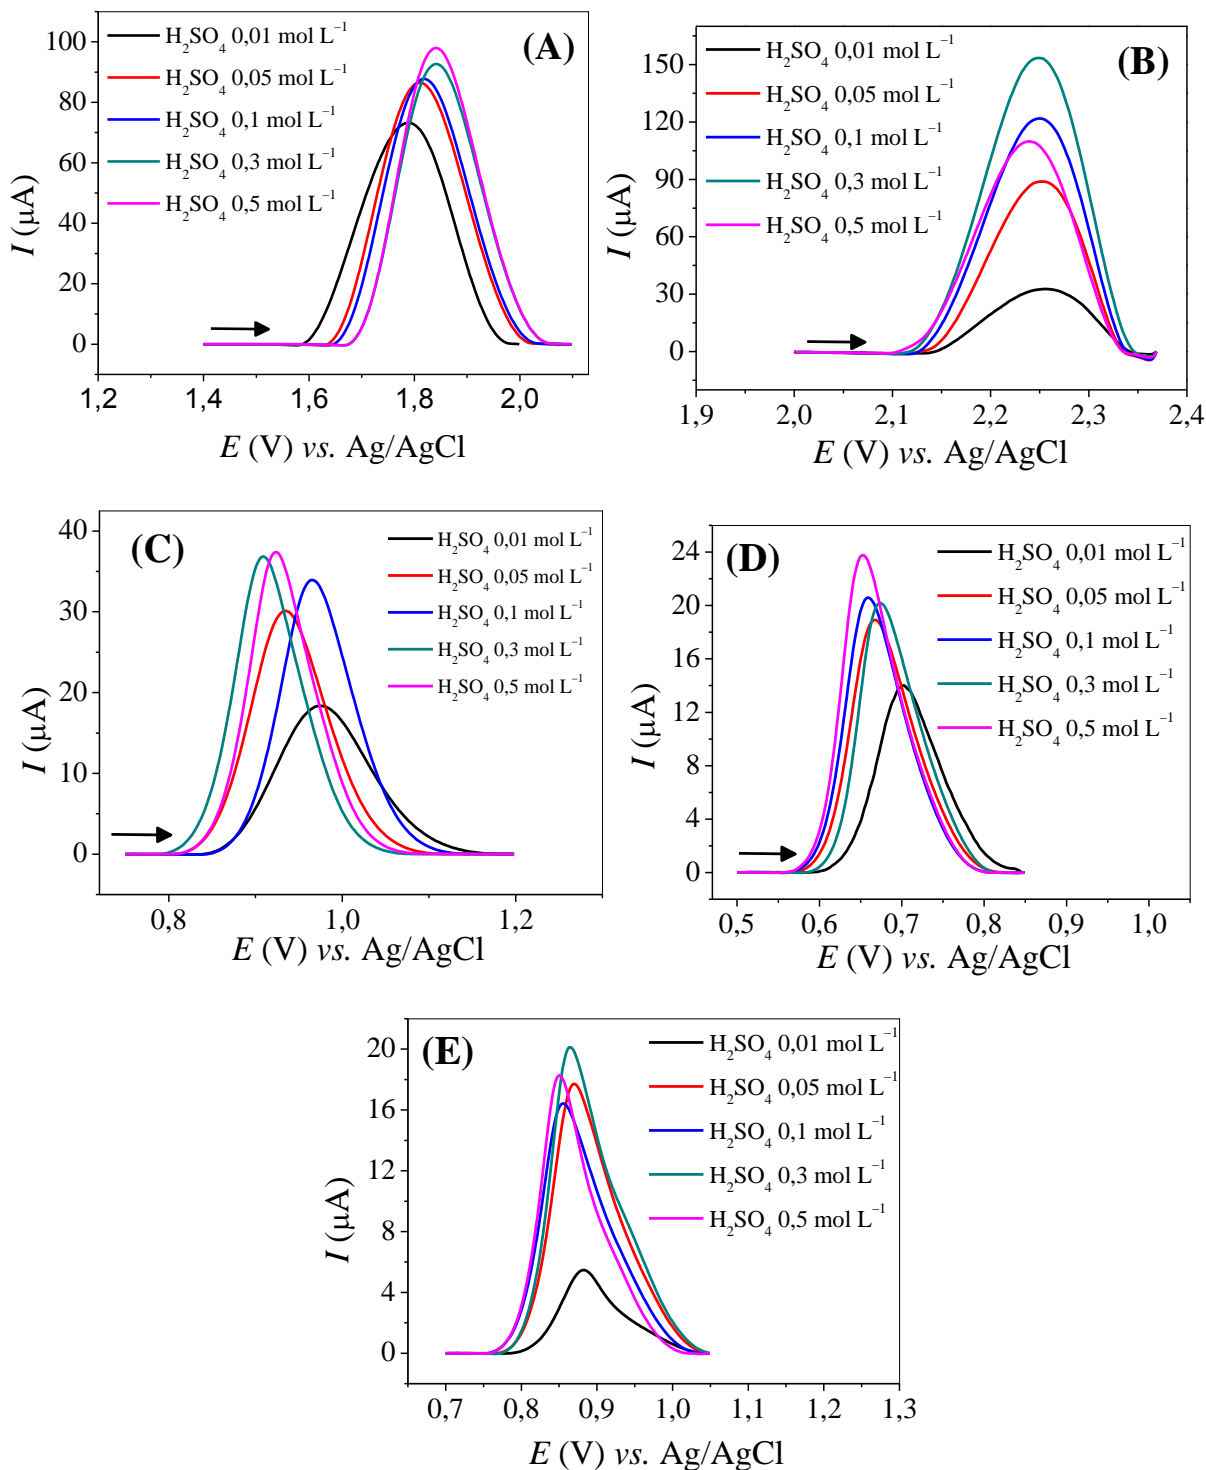 (A)
H₂SO₄ 0,01 mol L⁻¹
H₂SO₄ 0,05 mol L⁻¹
H₂SO₄ 0,1 mol L⁻¹
H₂SO₄ 0,3 mol L⁻¹
H₂SO₄ 0,5 mol L⁻¹
I (µA)
100
80
60
40
20
0
1,2 1,4 1,6 1,8 2,0
E (V) vs. Ag/AgCl
(B)
H₂SO₄ 0,01 mol L⁻¹
H₂SO₄ 0,05 mol L⁻¹
H₂SO₄ 0,1 mol L⁻¹
H₂SO₄ 0,3 mol L⁻¹
H₂SO₄ 0,5 mol L⁻¹
I (µA)
150
120
90
60
30
0
1,9 2,0 2,1 2,2 2,3 2,4
E (V) vs. Ag/AgCl
(C)
H₂SO₄ 0,01 mol L⁻¹
H₂SO₄ 0,05 mol L⁻¹
H₂SO₄ 0,1 mol L⁻¹
H₂SO₄ 0,3 mol L⁻¹
H₂SO₄ 0,5 mol L⁻¹
I (µA)
40
30
20
10
0
0,8 1,0 1,2
E (V) vs. Ag/AgCl
(D)
H₂SO₄ 0,01 mol L⁻¹
H₂SO₄ 0,05 mol L⁻¹
H₂SO₄ 0,1 mol L⁻¹
H₂SO₄ 0,3 mol L⁻¹
H₂SO₄ 0,5 mol L⁻¹
I (µA)
24
20
16
12
8
4
0
0,5 0,6 0,7 0,8 0,9 1,0
E (V) vs. Ag/AgCl
(E)
H₂SO₄ 0,01 mol L⁻¹
H₂SO₄ 0,05 mol L⁻¹
H₂SO₄ 0,1 mol L⁻¹
H₂SO₄ 0,3 mol L⁻¹
H₂SO₄ 0,5 mol L⁻¹
I (µA)
20
16
12
8
4
0
0,7 0,8 0,9 1,0 1,1 1,2 1,3
E (V) vs. Ag/AgCl